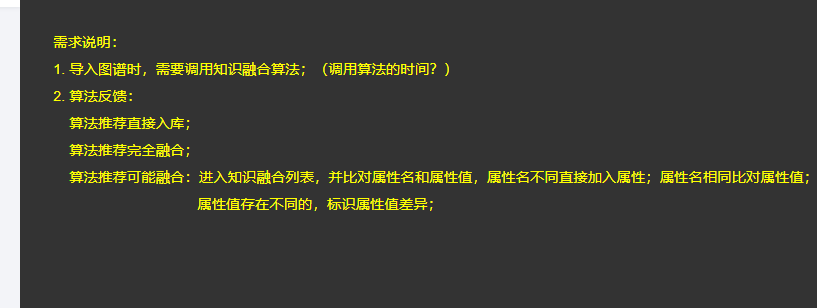 需求说明：
1. 导入图谱时，需要调用知识融合算法；（调用算法的时间？）
2. 算法反馈：
算法推荐直接入库；
算法推荐完全融合；
算法推荐可能融合：进入知识融合列表，并比对属性名和属性值，属性名不同直接加入属性；属性名相同比对属性值；
属性值存在不同的，标识属性值差异；